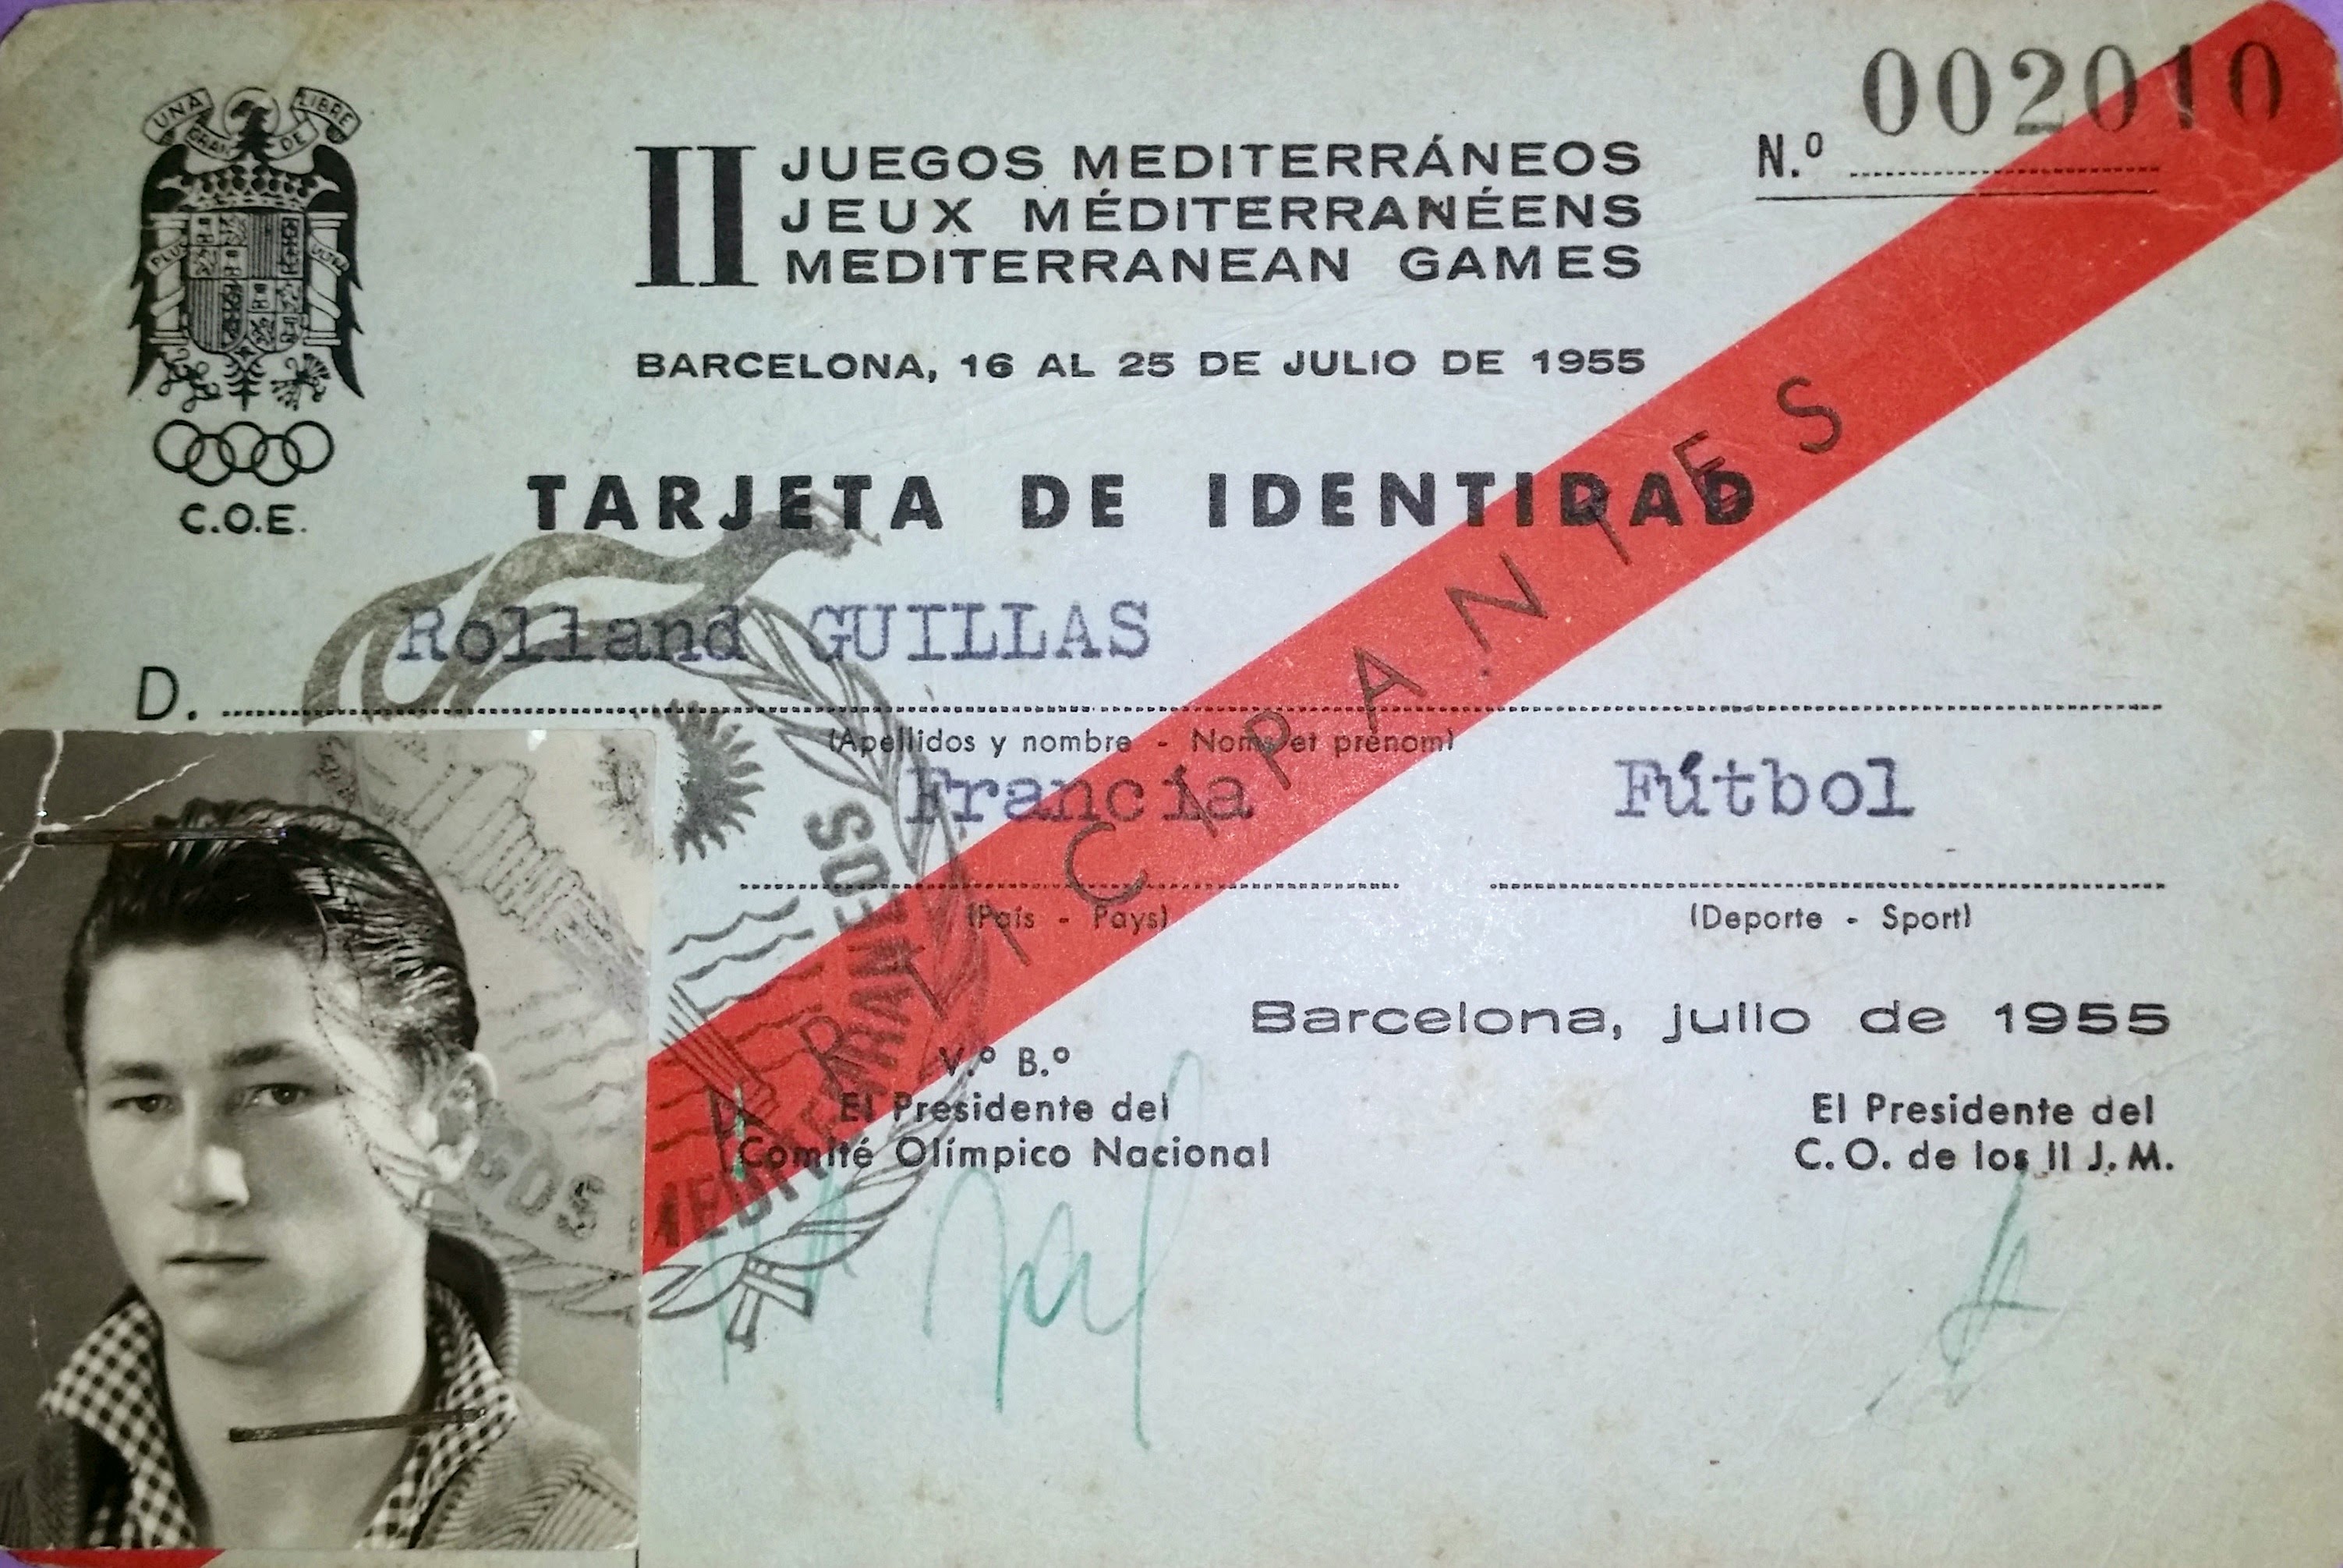 UNA GRANDE LIBRE
PLUS ULTRA
C.O.E.
N.º 002010
II JUEGOS MEDITERRÁNEOS
JEUX MÉDITERRANÉENS
MEDITERRANEAN GAMES
BARCELONA, 16 AL 25 DE JULIO DE 1955
TARJETA DE IDENTIDAD
PARTICIPANTES
D. Rolland GUILLAS
(Apellidos y nombre - Nom et prénom)
Francia Fútbol
(País - Pays) (Deporte - Sport)
Barcelona, julio de 1955
V.º B.º
El Presidente del
Comité Olímpico Nacional
El Presidente del
C. O. de los II J. M.
JUEGOS MEDITERRANEOS